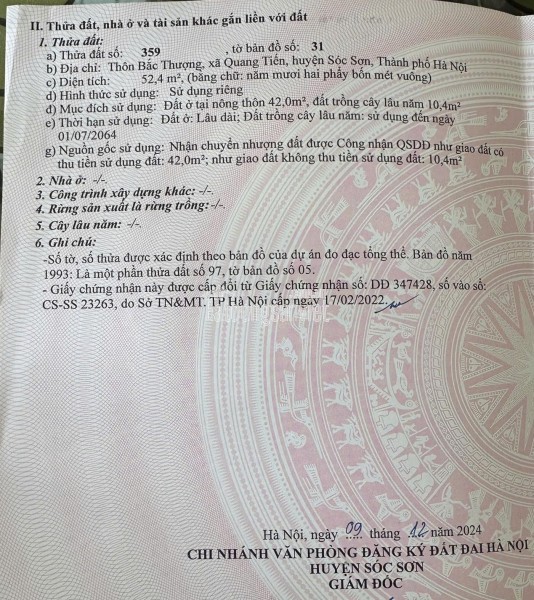 II. Thửa đất, nhà ở và tài sản khác gắn liền với đất
1. Thửa đất:
a) Thửa đất số: 359 , tờ bản đồ số: 31
b) Địa chỉ: Thôn Bắc Thượng, xã Quang Tiến, huyện Sóc Sơn, Thành phố Hà Nội
c) Diện tích: 52,4 m², (bằng chữ: năm mươi hai phẩy bốn mét vuông)
d) Hình thức sử dụng: Sử dụng riêng
đ) Mục đích sử dụng: Đất ở tại nông thôn 42,0m², đất trồng cây lâu năm 10,4m²
e) Thời hạn sử dụng: Đất ở: Lâu dài; Đất trồng cây lâu năm: sử dụng đến ngày
01/07/2064
g) Nguồn gốc sử dụng: Nhận chuyển nhượng đất được Công nhận QSDĐ như giao đất có
thu tiền sử dụng đất: 42,0m²; như giao đất không thu tiền sử dụng đất: 10,4m²
2. Nhà ở: -/-.
3. Công trình xây dựng khác: -/-.
4. Rừng sản xuất là rừng trồng: -/-.
5. Cây lâu năm: -/-.
6. Ghi chú:
-Số tờ, số thửa được xác định theo bản đồ của dự án đo đạc tổng thể. Bản đồ năm
1993: Là một phần thửa đất số 97, tờ bản đồ số 05.
- Giấy chứng nhận này được cấp đổi từ Giấy chứng nhận số: DD 347428, số vào sổ:
CS-SS 23263, do Sở TN&MT. TP Hà Nội cấp ngày 17/02/2022.
Hà Nội, ngày 09 tháng 12 năm 2024
CHI NHÁNH VĂN PHÒNG ĐĂNG KÝ ĐẤT ĐAI HÀ NỘI
HUYỆN SÓC SƠN
GIÁM ĐỐC